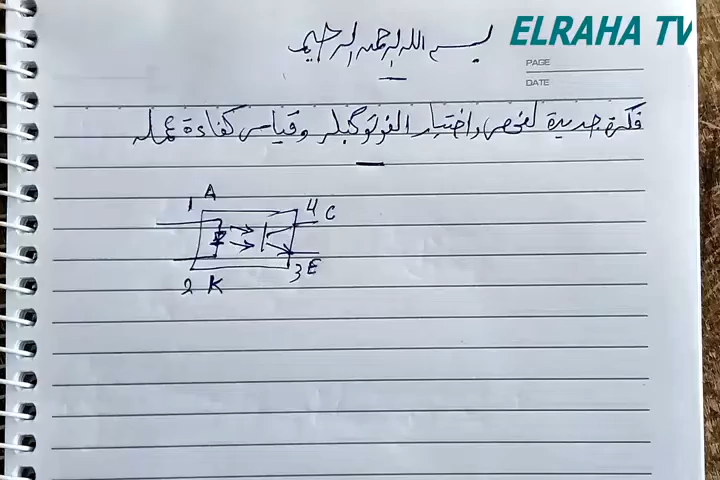 ELRAHA TV
بسم الله الرحمن الرحيم
PAGE
DATE
فكرة جديدة لفحص واختبار الفوتوكبلر وقياس كفاءة عمله
1 A
4 C
2 K
3 E